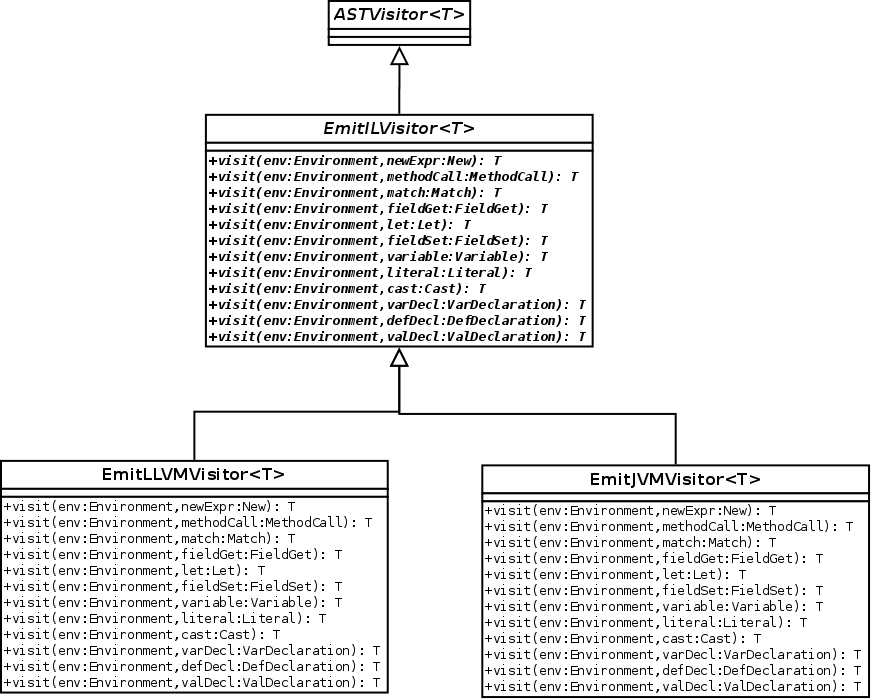 ASTVisitor<T>
EmitILVisitor<T>
+visit(env:Environment,newExpr:New): T
+visit(env:Environment,methodCall:MethodCall): T
+visit(env:Environment,match:Match): T
+visit(env:Environment,fieldGet:FieldGet): T
+visit(env:Environment,let:Let): T
+visit(env:Environment,fieldSet:FieldSet): T
+visit(env:Environment,variable:Variable): T
+visit(env:Environment,literal:Literal): T
+visit(env:Environment,cast:Cast): T
+visit(env:Environment,varDecl:VarDeclaration): T
+visit(env:Environment,defDecl:DefDeclaration): T
+visit(env:Environment,valDecl:ValDeclaration): T
EmitLLVMVisitor<T>
+visit(env:Environment,newExpr:New): T
+visit(env:Environment,methodCall:MethodCall): T
+visit(env:Environment,match:Match): T
+visit(env:Environment,fieldGet:FieldGet): T
+visit(env:Environment,let:Let): T
+visit(env:Environment,fieldSet:FieldSet): T
+visit(env:Environment,variable:Variable): T
+visit(env:Environment,literal:Literal): T
+visit(env:Environment,cast:Cast): T
+visit(env:Environment,varDecl:VarDeclaration): T
+visit(env:Environment,defDecl:DefDeclaration): T
+visit(env:Environment,valDecl:ValDeclaration): T
EmitJVMVisitor<T>
+visit(env:Environment,newExpr:New): T
+visit(env:Environment,methodCall:MethodCall): T
+visit(env:Environment,match:Match): T
+visit(env:Environment,fieldGet:FieldGet): T
+visit(env:Environment,let:Let): T
+visit(env:Environment,fieldSet:FieldSet): T
+visit(env:Environment,variable:Variable): T
+visit(env:Environment,literal:Literal): T
+visit(env:Environment,cast:Cast): T
+visit(env:Environment,varDecl:VarDeclaration): T
+visit(env:Environment,defDecl:DefDeclaration): T
+visit(env:Environment,valDecl:ValDeclaration): T